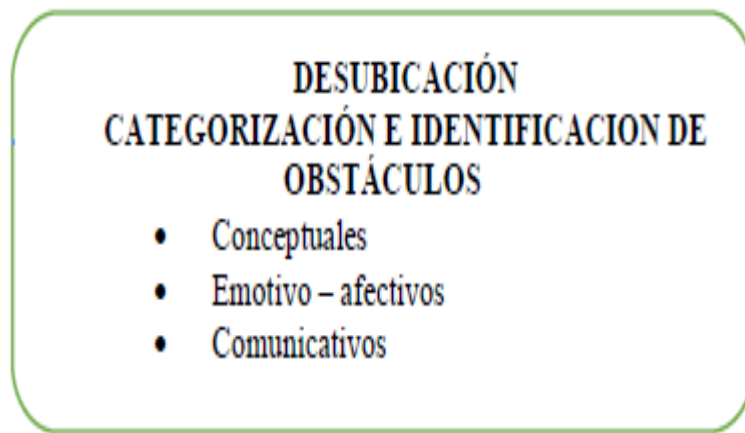 DESUBICACIÓN
CATEGORIZACIÓN E IDENTIFICACION DE
OBSTÁCULOS
• Conceptuales
• Emotivo – afectivos
• Comunicativos